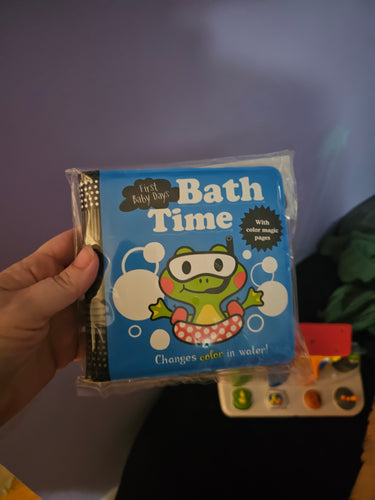 First
Baby Days
Bath
Time
With
color magic
pages
Changes color in water!